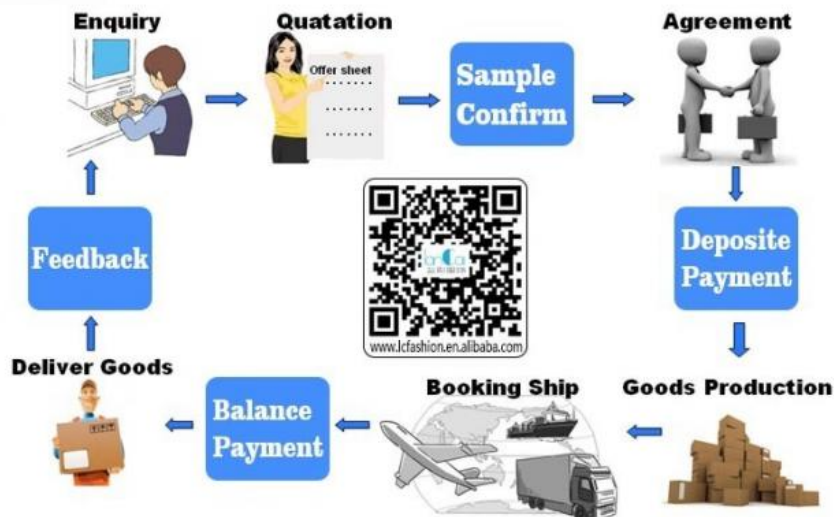 Enquiry
Quatation
Agreement
Offer sheet
Sample
Confirm
Deposite
Payment
Feedback
www.lcfashion.en.alibaba.com
Deliver Goods
Balance
Payment
Booking Ship
Goods Production